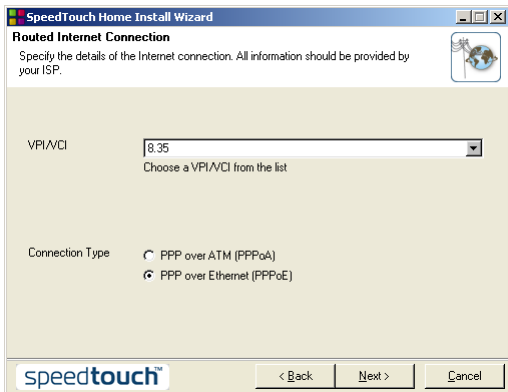 SpeedTouch Home Install Wizard
Routed Internet Connection
Specify the details of the Internet connection. All information should be provided by
your ISP.
VPI/VCI
8.35
Choose a VPI/VCI from the list
Connection Type
PPP over ATM (PPPoA)
PPP over Ethernet (PPPoE)
speedtouch™
< Back
Next >
Cancel